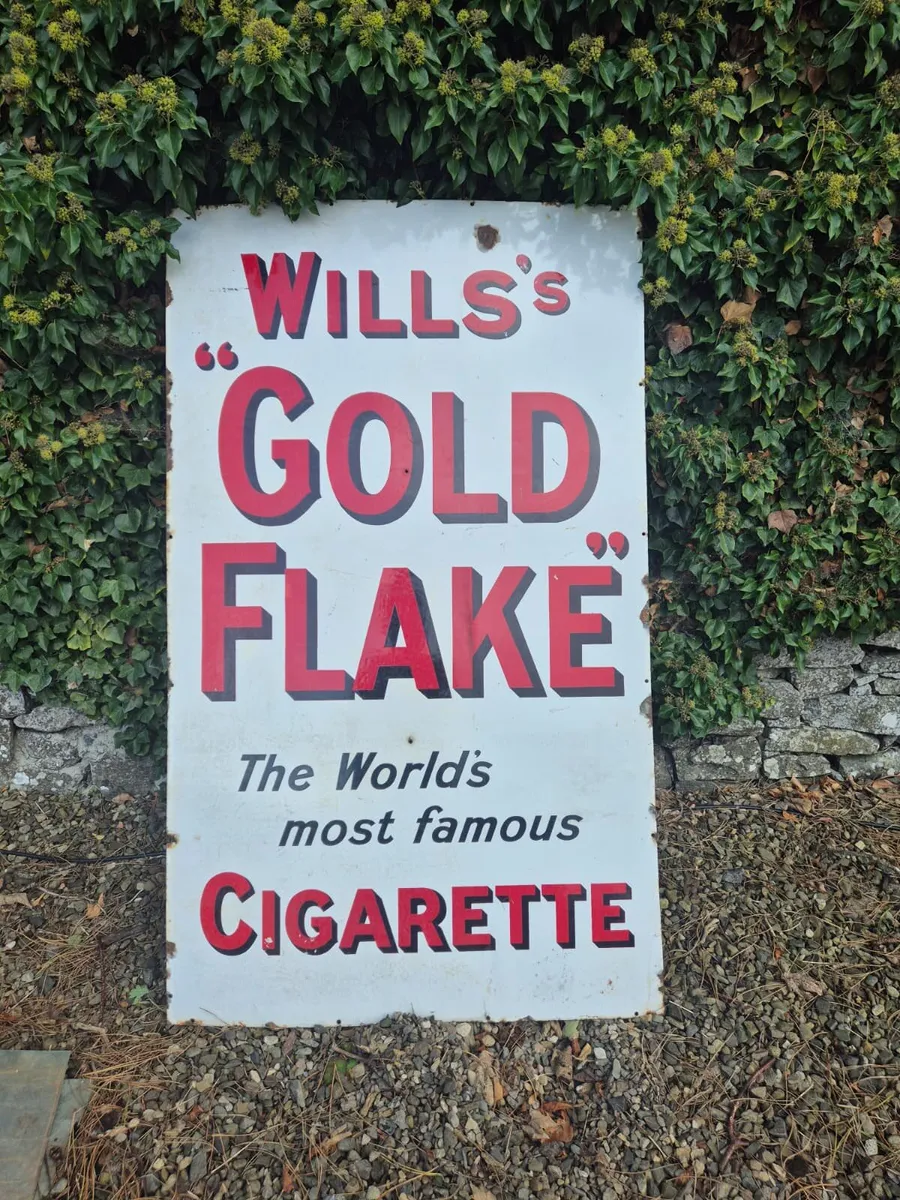 WILLS'S
“GOLD
FLAKE”
The World's
most famous
CIGARETTE